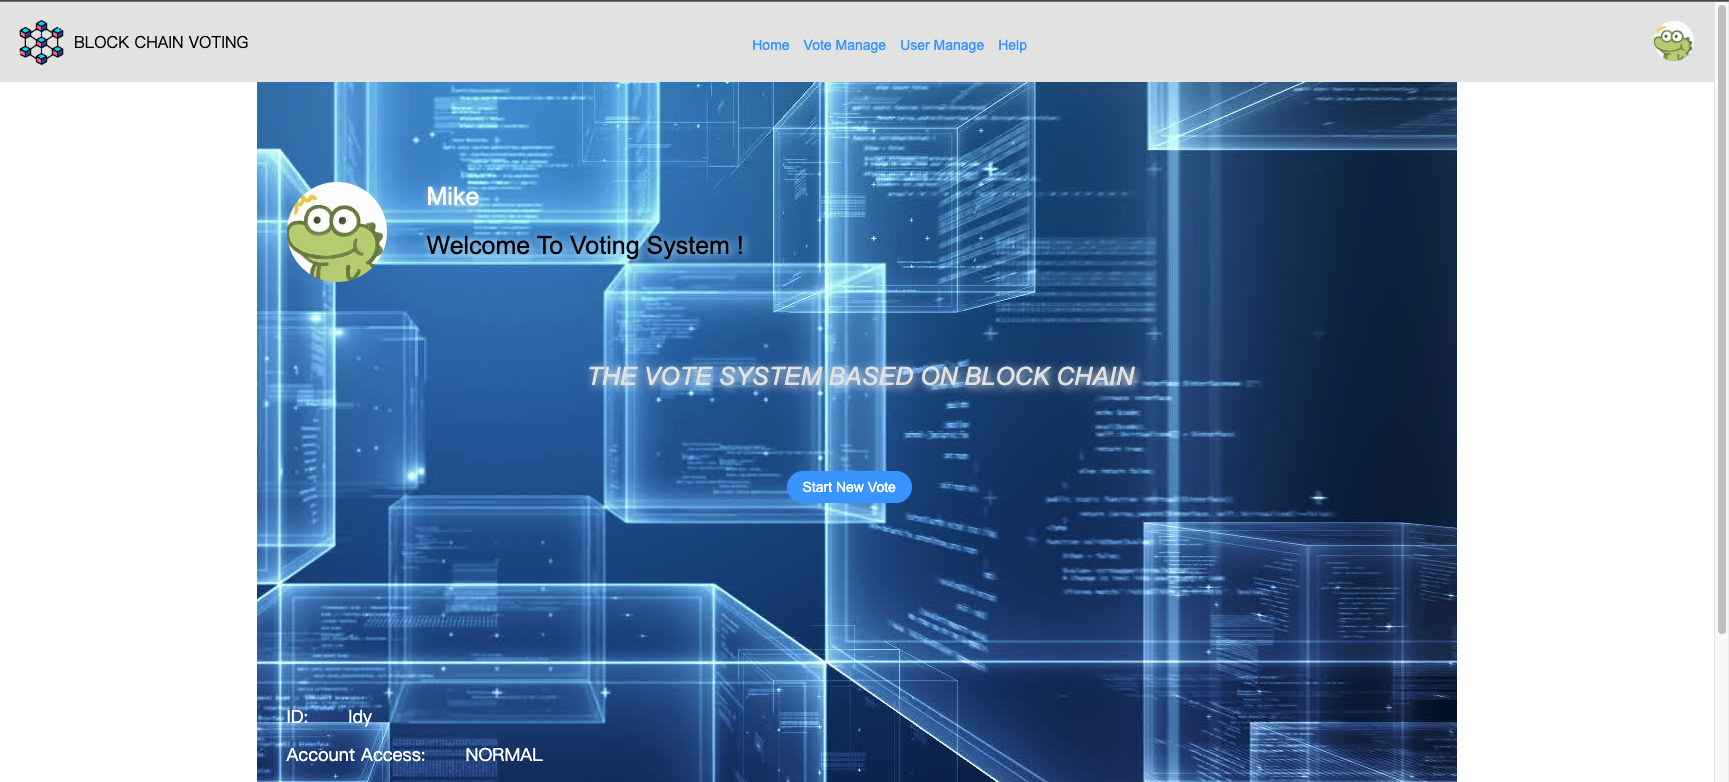 BLOCK CHAIN VOTING
Home Vote Manage User Manage Help
Mike
Welcome To Voting System !
THE VOTE SYSTEM BASED ON BLOCK CHAIN
Start New Vote
ID: ldy
Account Access: NORMAL